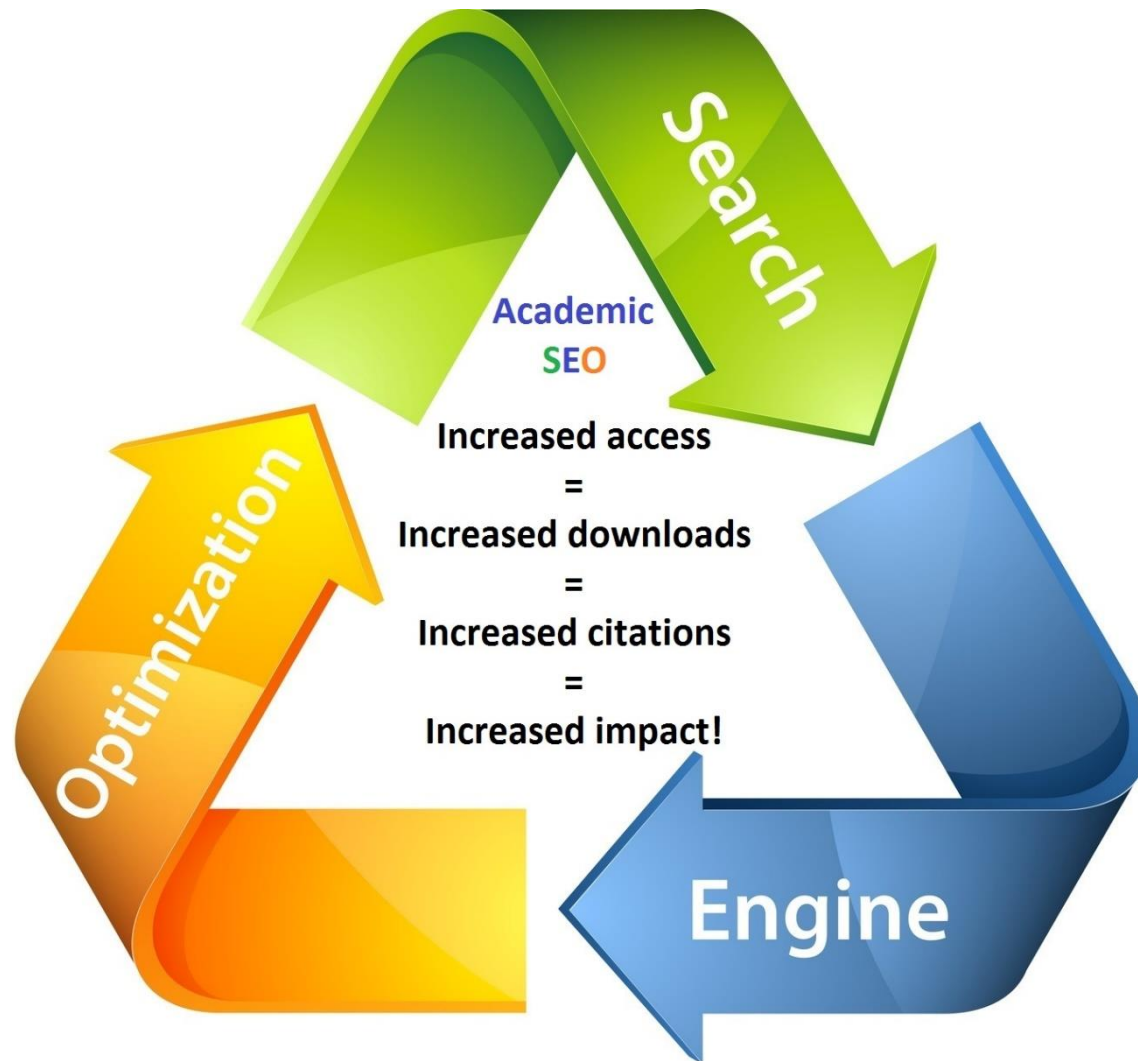 Search
Academic
SEO
Increased access
=
Increased downloads
=
Increased citations
=
Increased impact!
Optimization
Engine